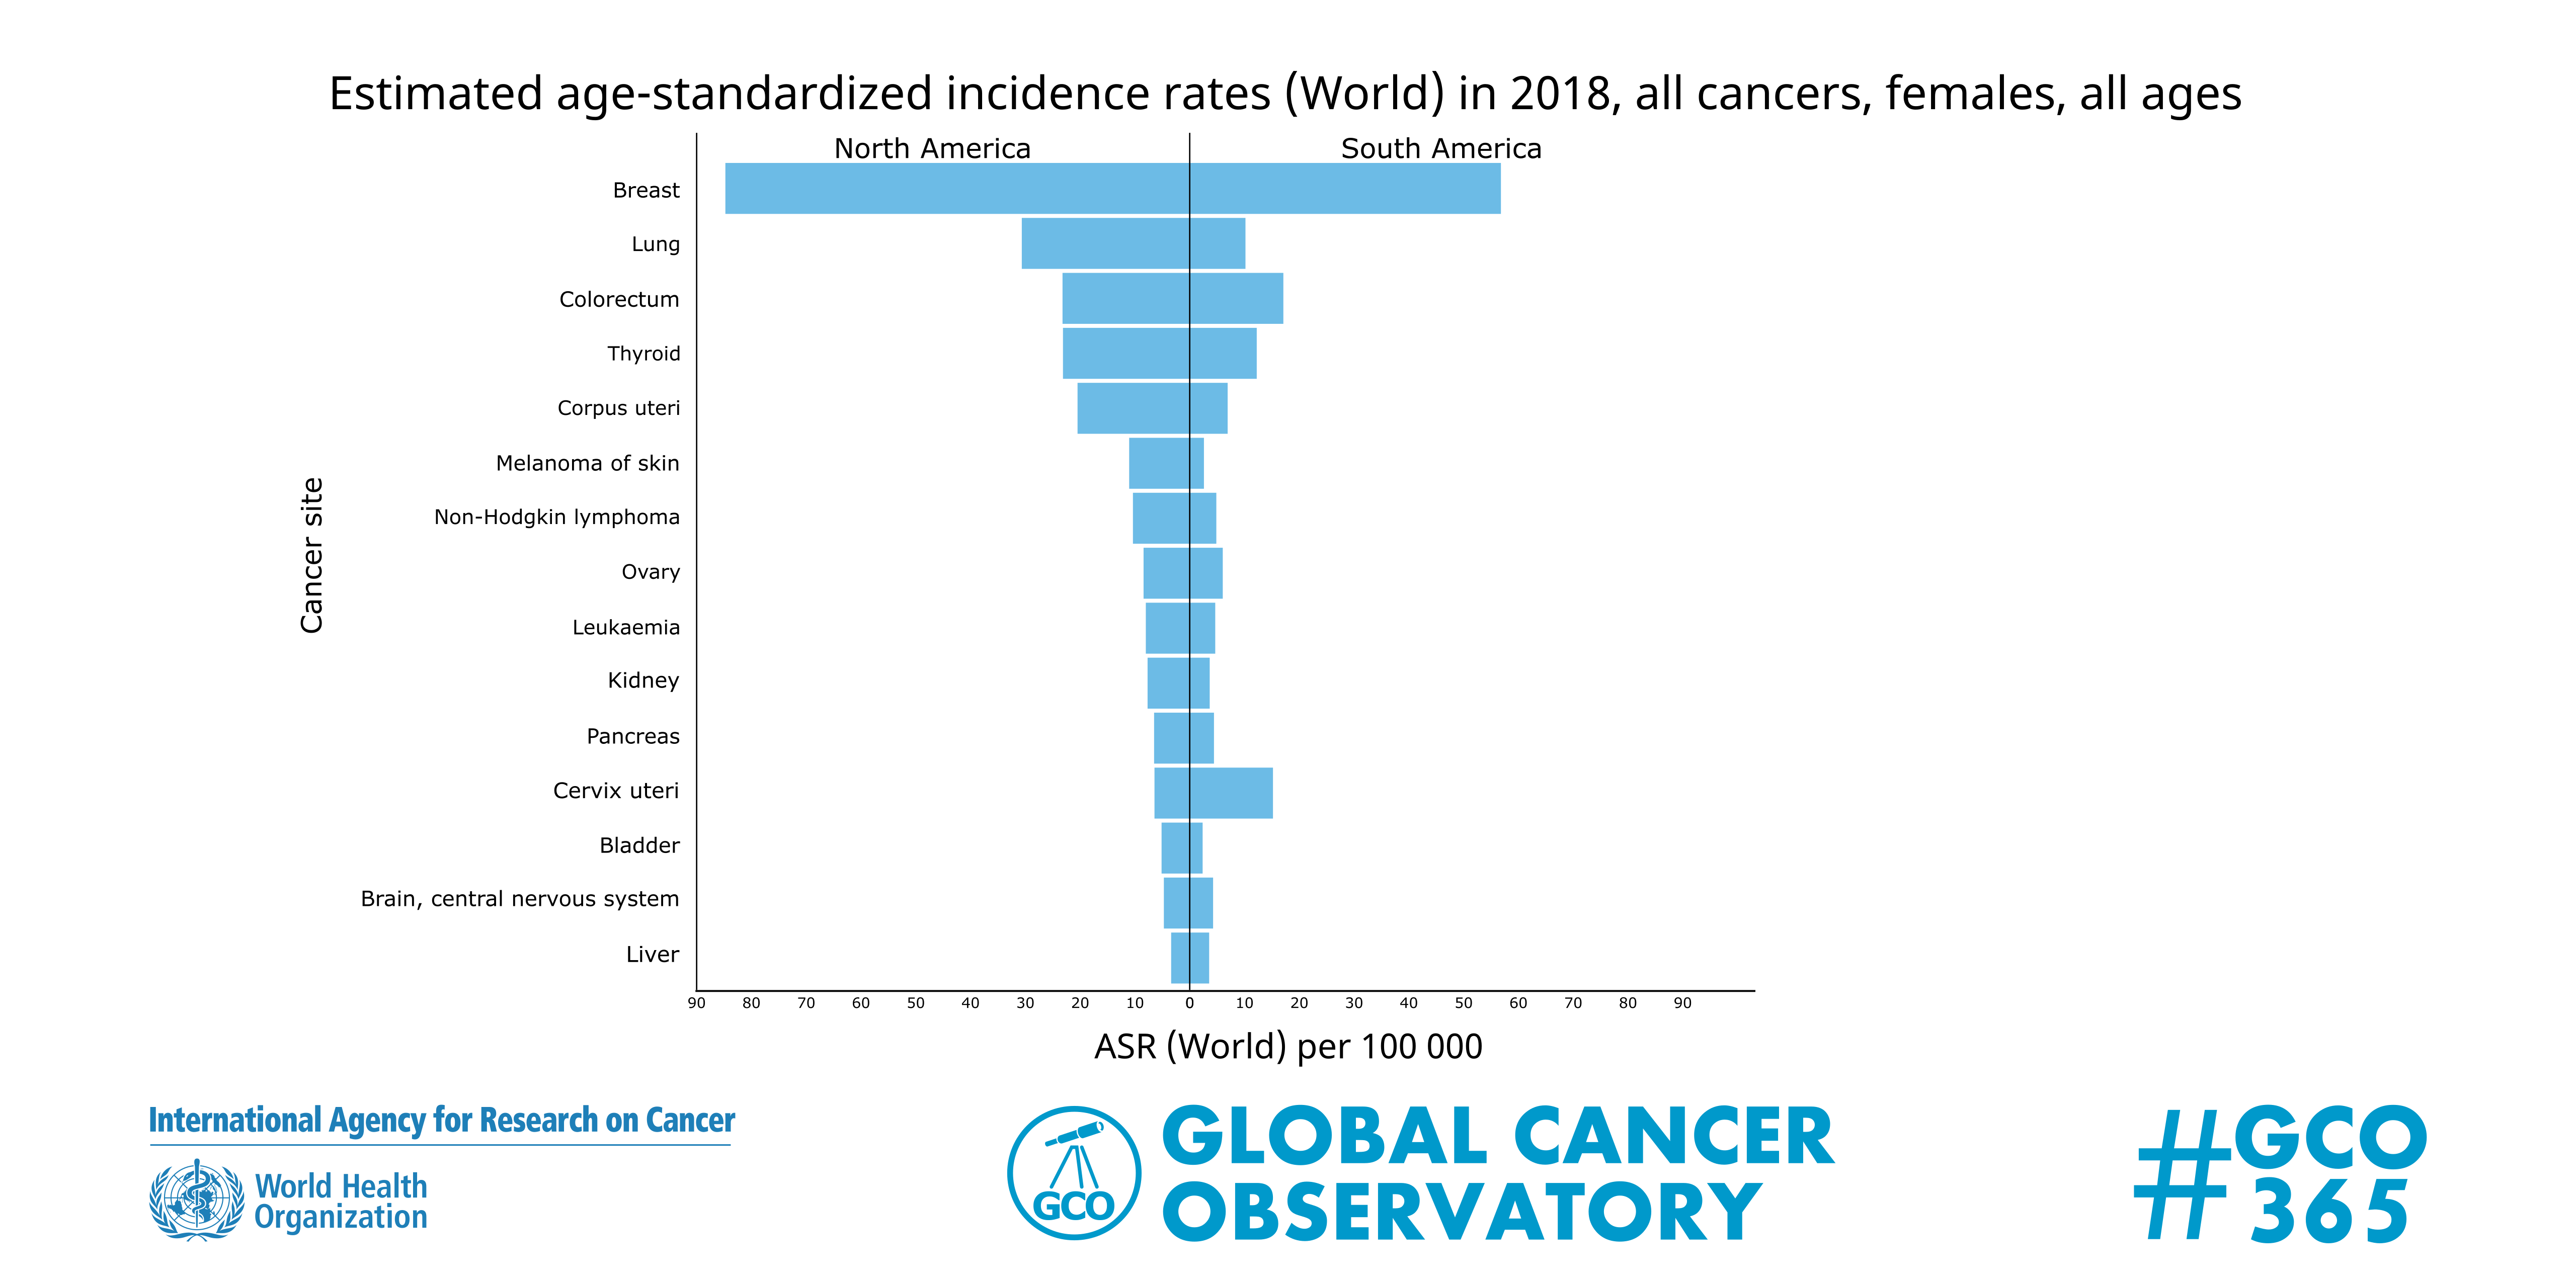 Estimated age-standardized incidence rates (World) in 2018, all cancers, females, all ages
North America
South America
Cancer site
Breast
Lung
Colorectum
Thyroid
Corpus uteri
Melanoma of skin
Non-Hodgkin lymphoma
Ovary
Leukaemia
Kidney
Pancreas
Cervix uteri
Bladder
Brain, central nervous system
Liver
90 80 70 60 50 40 30 20 10 0 10 20 30 40 50 60 70 80 90
ASR (World) per 100 000
International Agency for Research on Cancer
World Health
Organization
GCO
GLOBAL CANCER
OBSERVATORY
#GCO
365